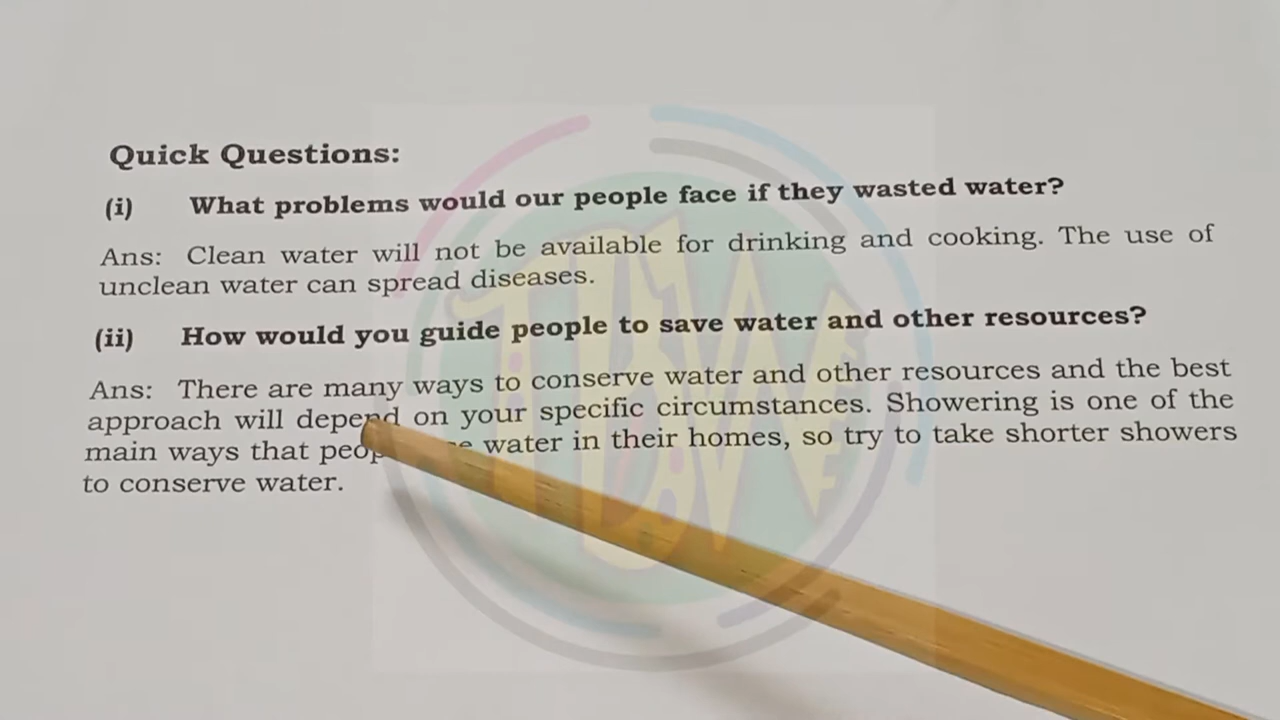 Quick Questions:
(i) What problems would our people face if they wasted water?
Ans: Clean water will not be available for drinking and cooking. The use of
unclean water can spread diseases.
(ii) How would you guide people to save water and other resources?
Ans: There are many ways to conserve water and other resources and the best
approach will depend on your specific circumstances. Showering is one of the
main ways that water in their homes, so try to take shorter showers
to conserve water.